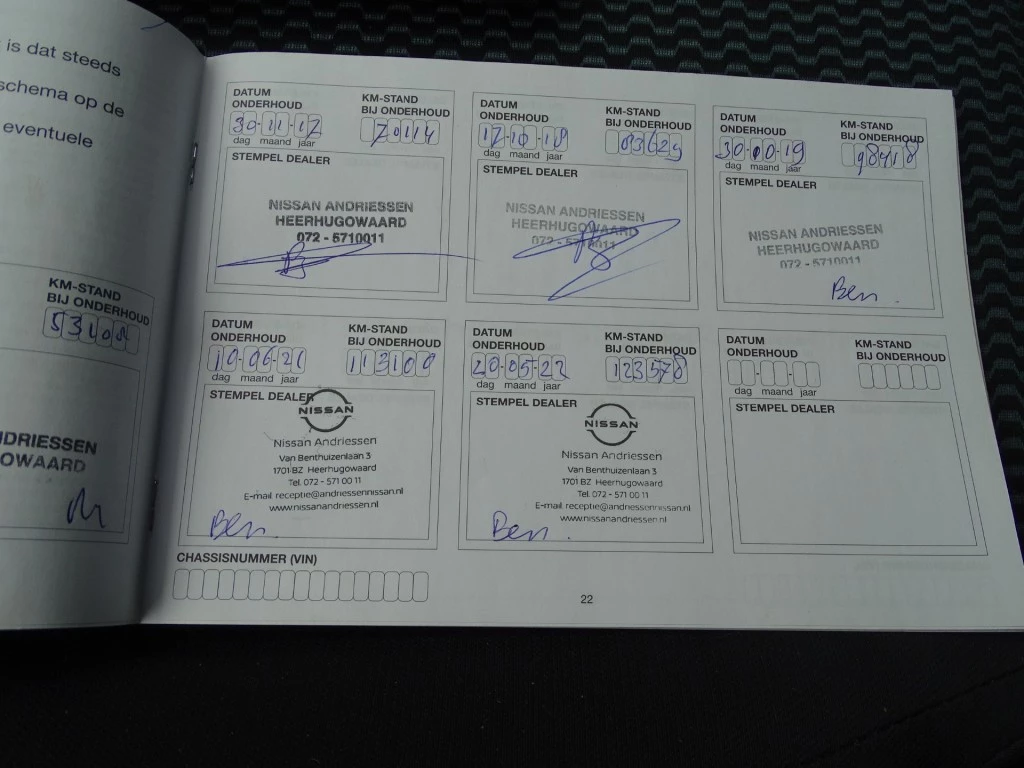 is dat steeds
schema op de
eventuele
KM-STAND
BIJ ONDERHOUD
NDRIESSEN
OWAARD
DATUM
ONDERHOUD
KM-STAND
BIJ ONDERHOUD
30-11-17
70114
dag maand jaar
STEMPEL DEALER
NISSAN ANDRIESSEN
HEERHUGOWAARD
072 - 5710011
DATUM
ONDERHOUD
KM-STAND
BIJ ONDERHOUD
17-10-18
83629
dag maand jaar
STEMPEL DEALER
NISSAN ANDRIESSEN
HEERHUGOWAARD
072 - 5710011
DATUM
ONDERHOUD
KM-STAND
BIJ ONDERHOUD
98418
dag maand jaar
STEMPEL DEALER
NISSAN ANDRIESSEN
HEERHUGOWAARD
072 - 5710011
Ben
DATUM
ONDERHOUD
KM-STAND
BIJ ONDERHOUD
10-06-21
113100
dag maand jaar
STEMPEL DEALER
NISSAN
Nissan Andriessen
Van Benthuizenlaan 3
1701 BZ Heerhugowaard
Tel. 072 - 571 00 11
E-mail receptie@andriessennissan.nl
www.nissanandriessen.nl
Ben
DATUM
ONDERHOUD
KM-STAND
BIJ ONDERHOUD
20-05-22
123578
dag maand jaar
STEMPEL DEALER
NISSAN
Nissan Andriessen
Van Benthuizenlaan 3
1701 BZ Heerhugowaard
Tel. 072 - 571 00 11
E-mail receptie@andriessennissan.nl
www.nissanandriessen.nl
Ben
DATUM
ONDERHOUD
KM-STAND
BIJ ONDERHOUD
dag maand jaar
STEMPEL DEALER
CHASSISNUMMER (VIN)
22